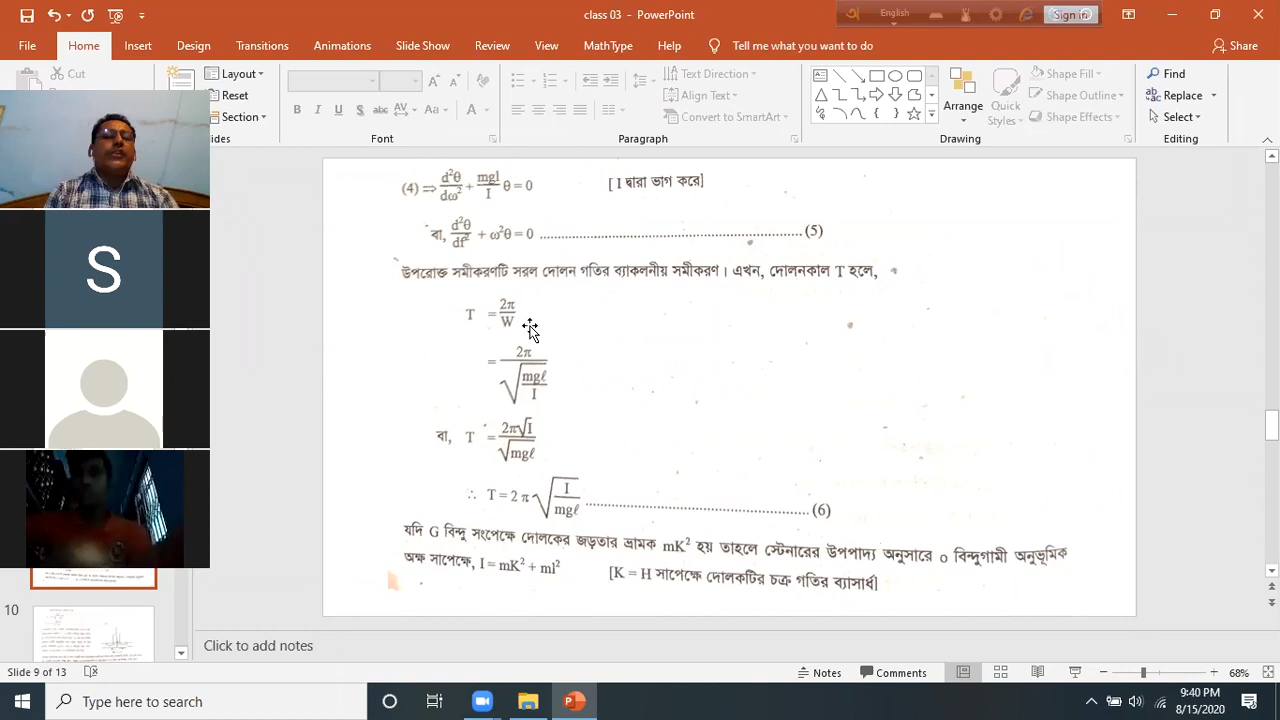 class 03 - PowerPoint
English
Sign in
File Home Insert Design Transitions Animations Slide Show Review View MathType Help Tell me what you want to do Share
Cut
Layout
Reset
Section
Text Direction
Align Text
Convert to SmartArt
Arrange
Quick Styles
Shape Fill
Shape Outline
Shape Effects
Find
Replace
Select
ides Font Paragraph Drawing Editing
S
(4) ⇒ d²θ/dω² + mgl/I θ = 0 [ I দ্বারা ভাগ করে]
বা, d²θ/dt² + ω²θ = 0 ........................ (5)
উপরোক্ত সমীকরণটি সরল দোলন গতির ব্যাকলনীয় সমীকরণ। এখন, দোলনকাল T হলে,
T = 2π/W
= 2π/√(mgℓ/I)
বা, T = 2π√I/√mgℓ
∴ T = 2 π √(I/mgℓ) ........................ (6)
যদি G বিন্দু সংপেক্ষে দোলকের জড়তার ভ্রামক mK² হয় তাহলে স্টেনারের উপপাদ্য অনুসারে o বিন্দুগামী অনুভূমিক
অক্ষ সাপেক্ষে, I = mK² + ml² [K = H সাপেক্ষে দোলকটির চক্র গতির ব্যাসার্ধ]
10
Click to add notes
Slide 9 of 13
Notes Comments 68%
Type here to search
9:40 PM
8/15/2020